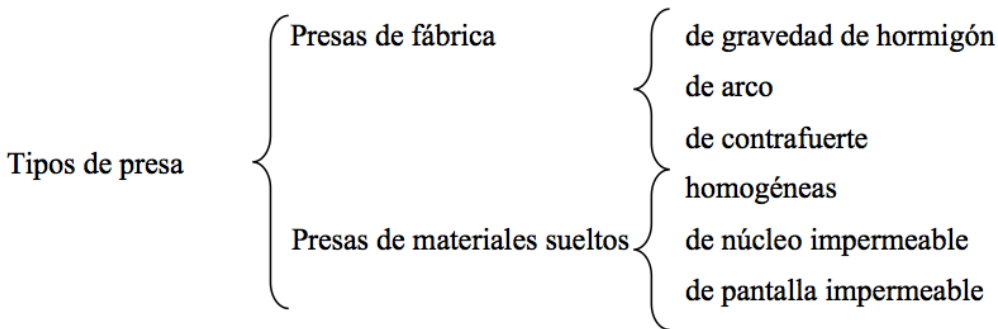 Tipos de presa
Presas de fábrica
de gravedad de hormigón
de arco
de contrafuerte
Presas de materiales sueltos
homogéneas
de núcleo impermeable
de pantalla impermeable